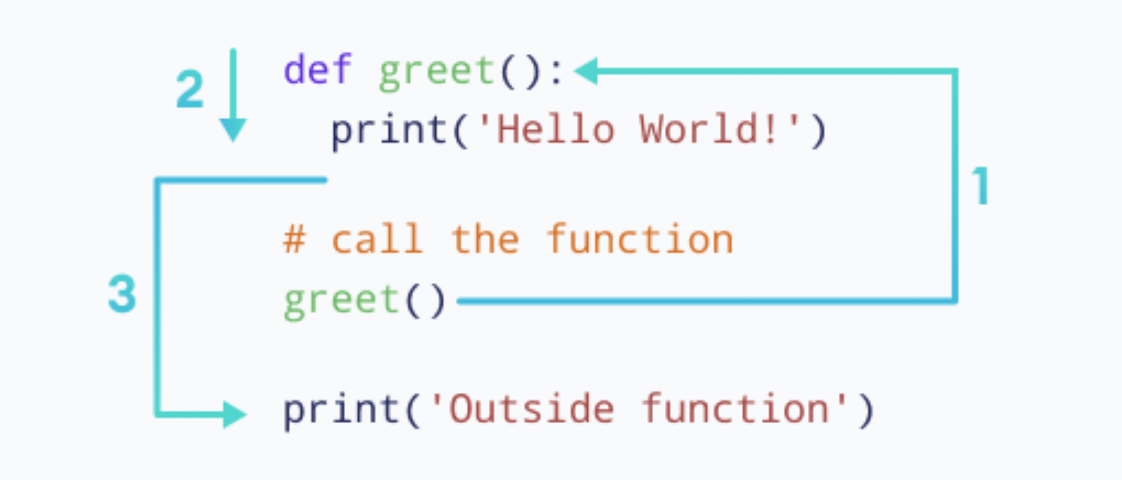 2 def greet():
print('Hello World!')
1
# call the function
3 greet()
print('Outside function')